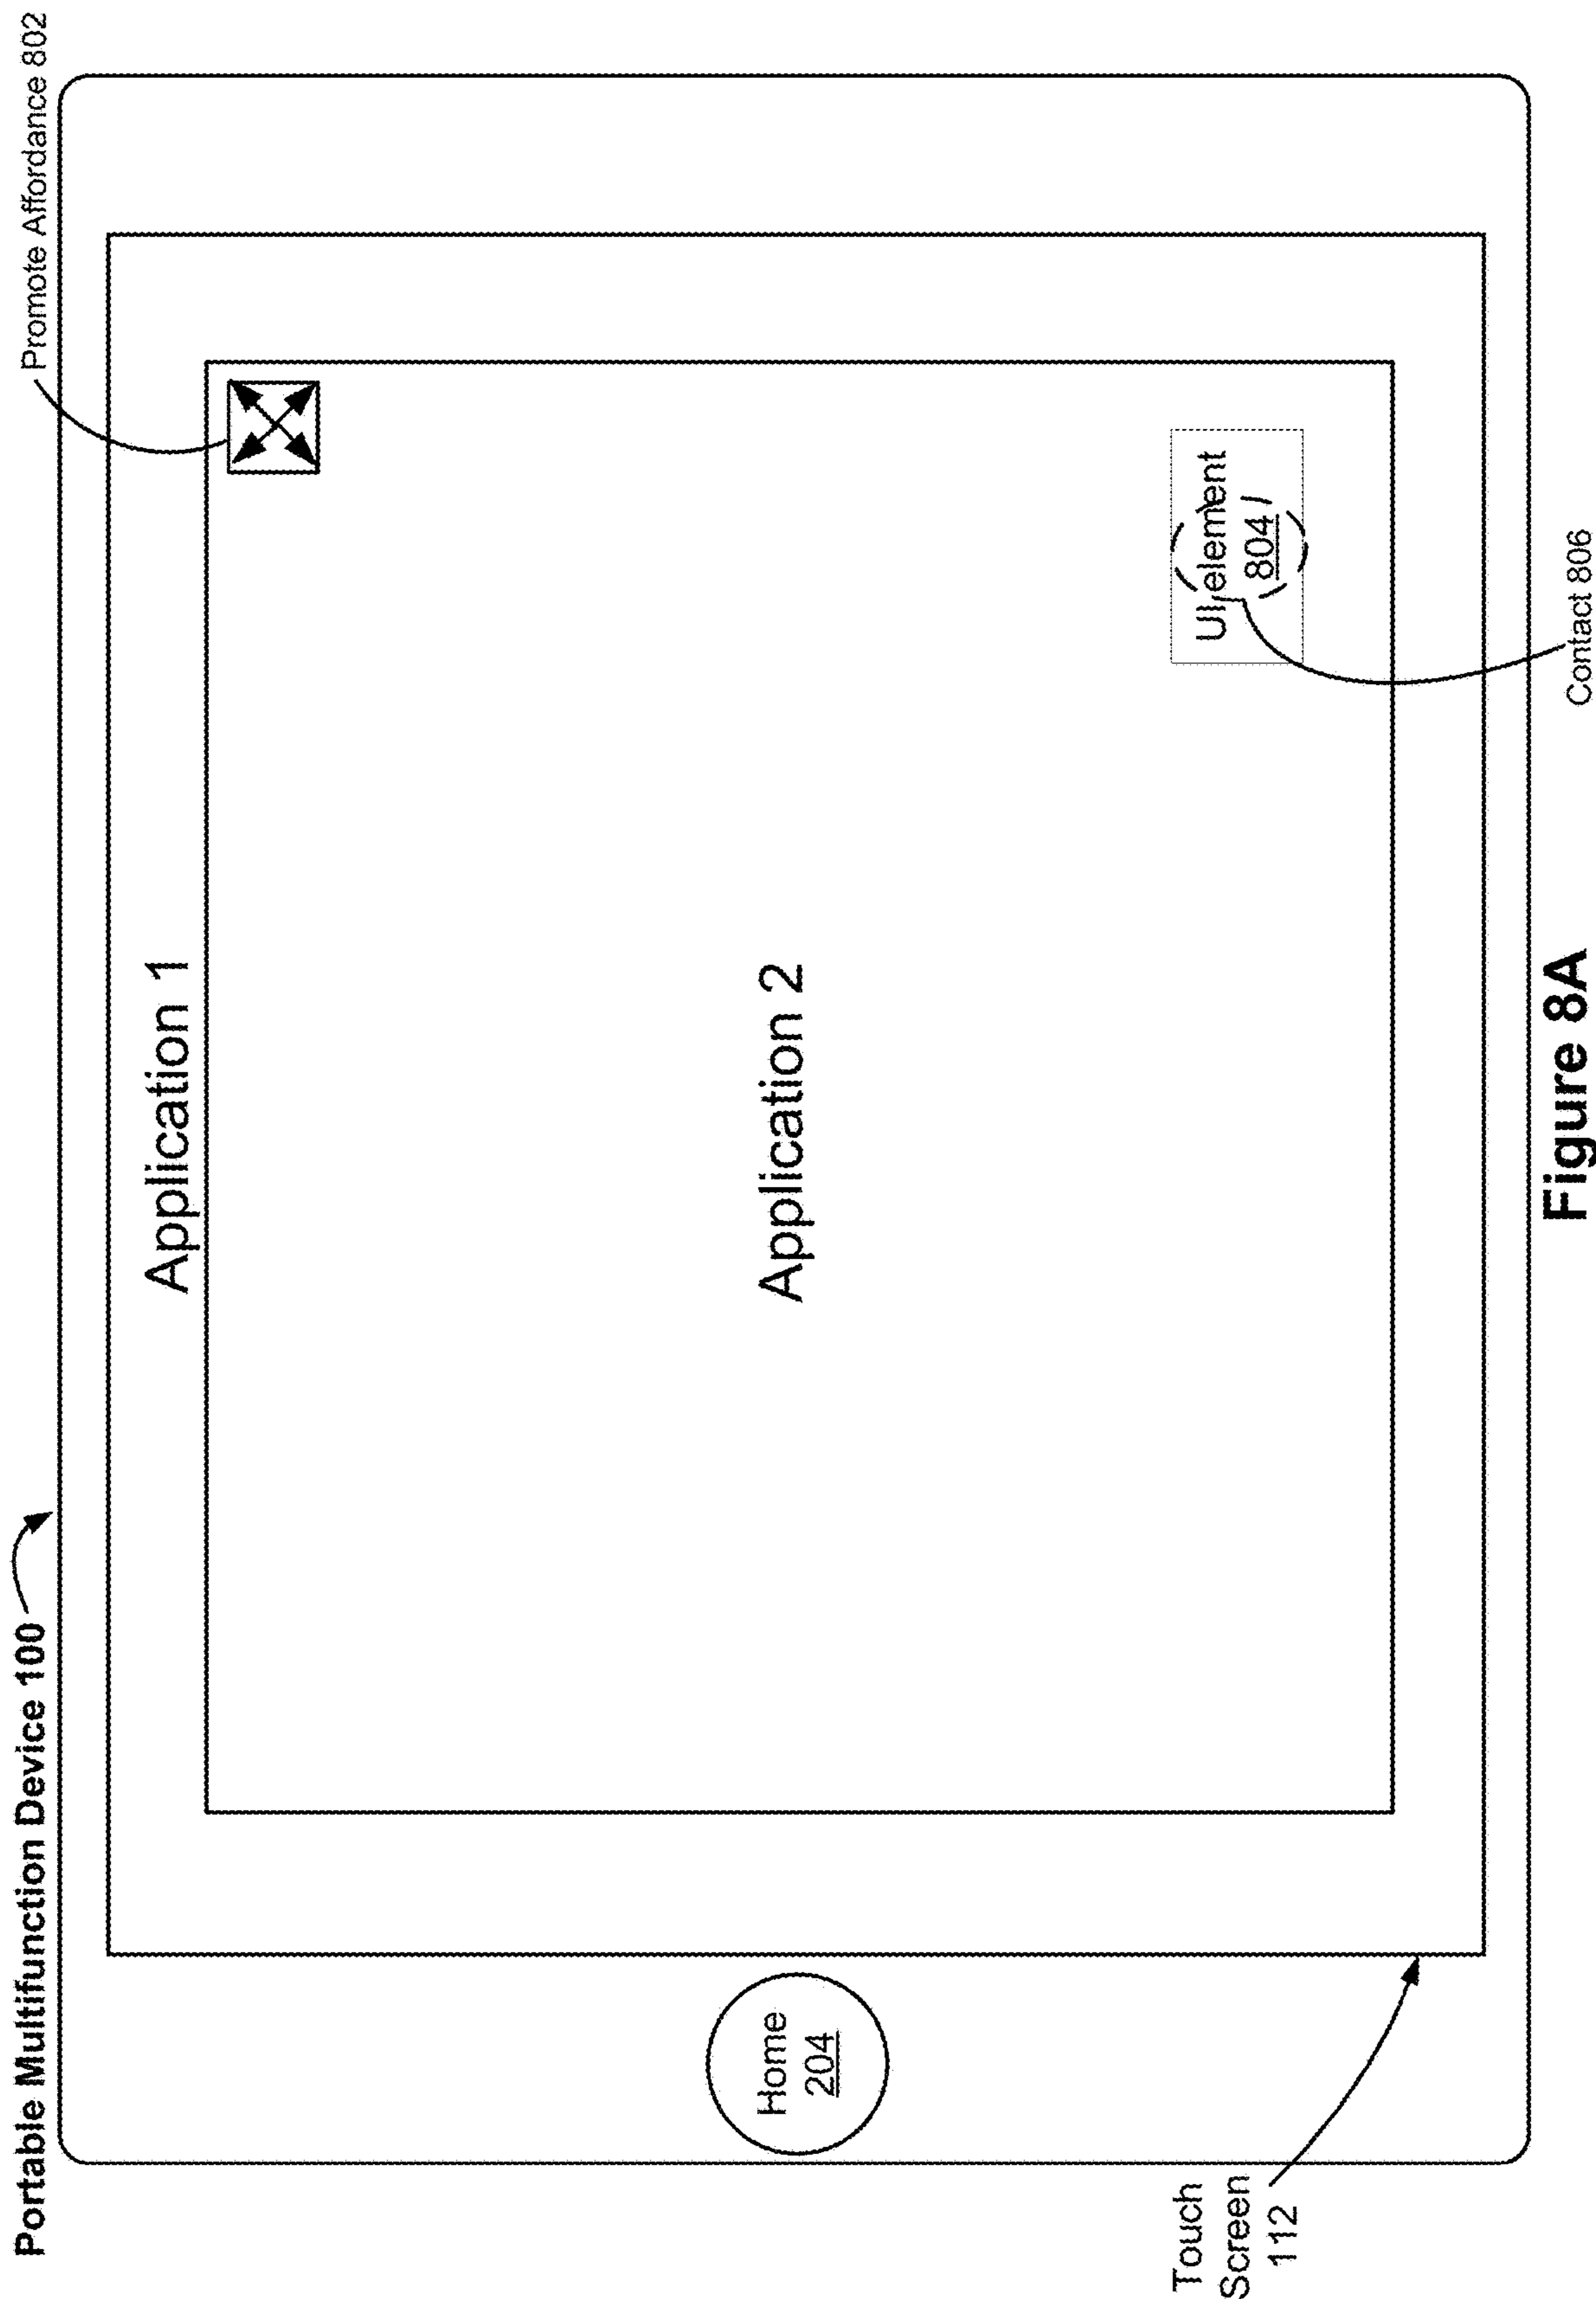 Portable Multifunction Device 100
Promote Affordance 802
Application 1
Application 2
Home
204
UI element
804
Touch
Screen
112
Contact 806
Figure 8A